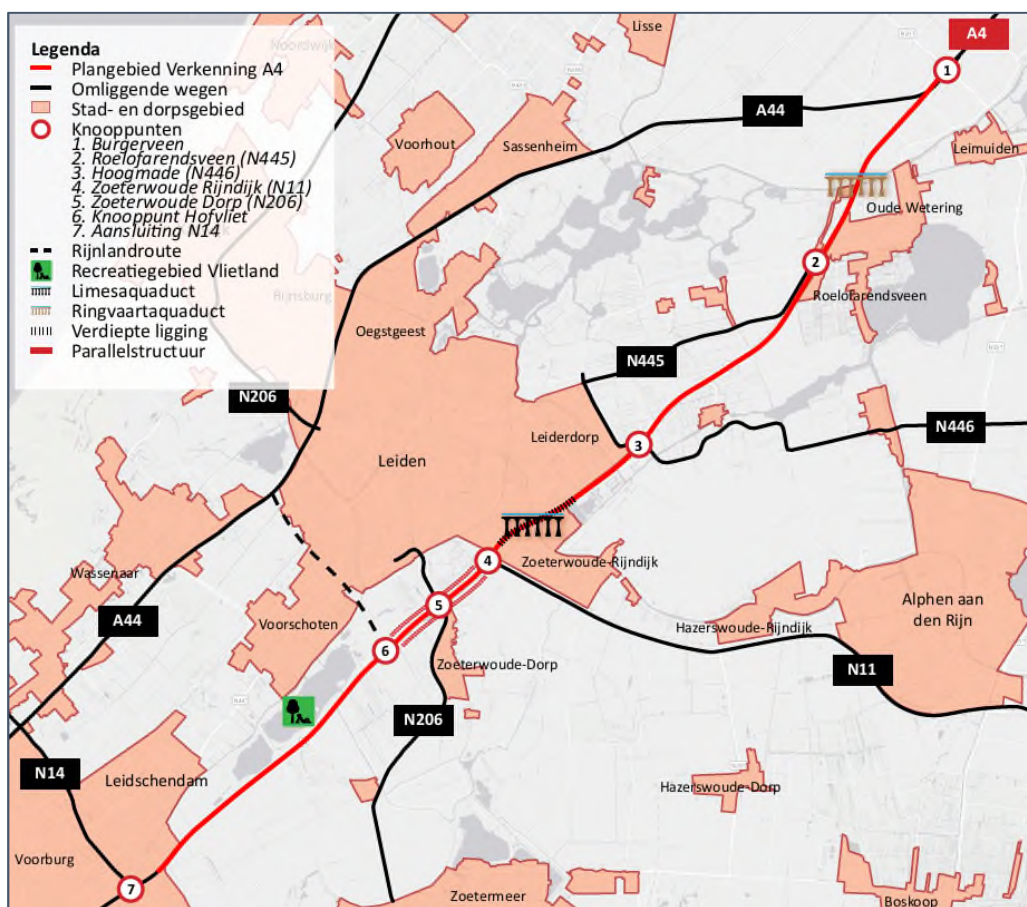 Legenda
Plangebied Verkenning A4
Omliggende wegen
Stad- en dorpsgebied
Knooppunten
1. Burgerveen
2. Roelofarendsveen (N445)
3. Hoogmade (N446)
4. Zoeterwoude Rijndijk (N11)
5. Zoeterwoude Dorp (N206)
6. Knooppunt Hofvliet
7. Aansluiting N14
Rijnlandroute
Recreatiegebied Vlietland
Limesaquaduct
Ringvaartaquaduct
Verdiepte ligging
Parallelstructuur
Noordwijk
Lisse
A4
1
A44
Voorhout
Sassenheim
Leimuiden
Oude Wetering
2
Roelofarendsveen
Rijnsburg
Oegstgeest
N445
N206
Leiderdorp
3
N446
Leiden
4
Zoeterwoude-Rijndijk
Wassenaar
A44
Voorschoten
5
6
Zoeterwoude-Dorp
Hazerswoude-Rijndijk
Alphen aan
den Rijn
N11
N206
N14
Leidschendam
Hazerswoude-Dorp
Voorburg
7
Zoetermeer
Boskoop